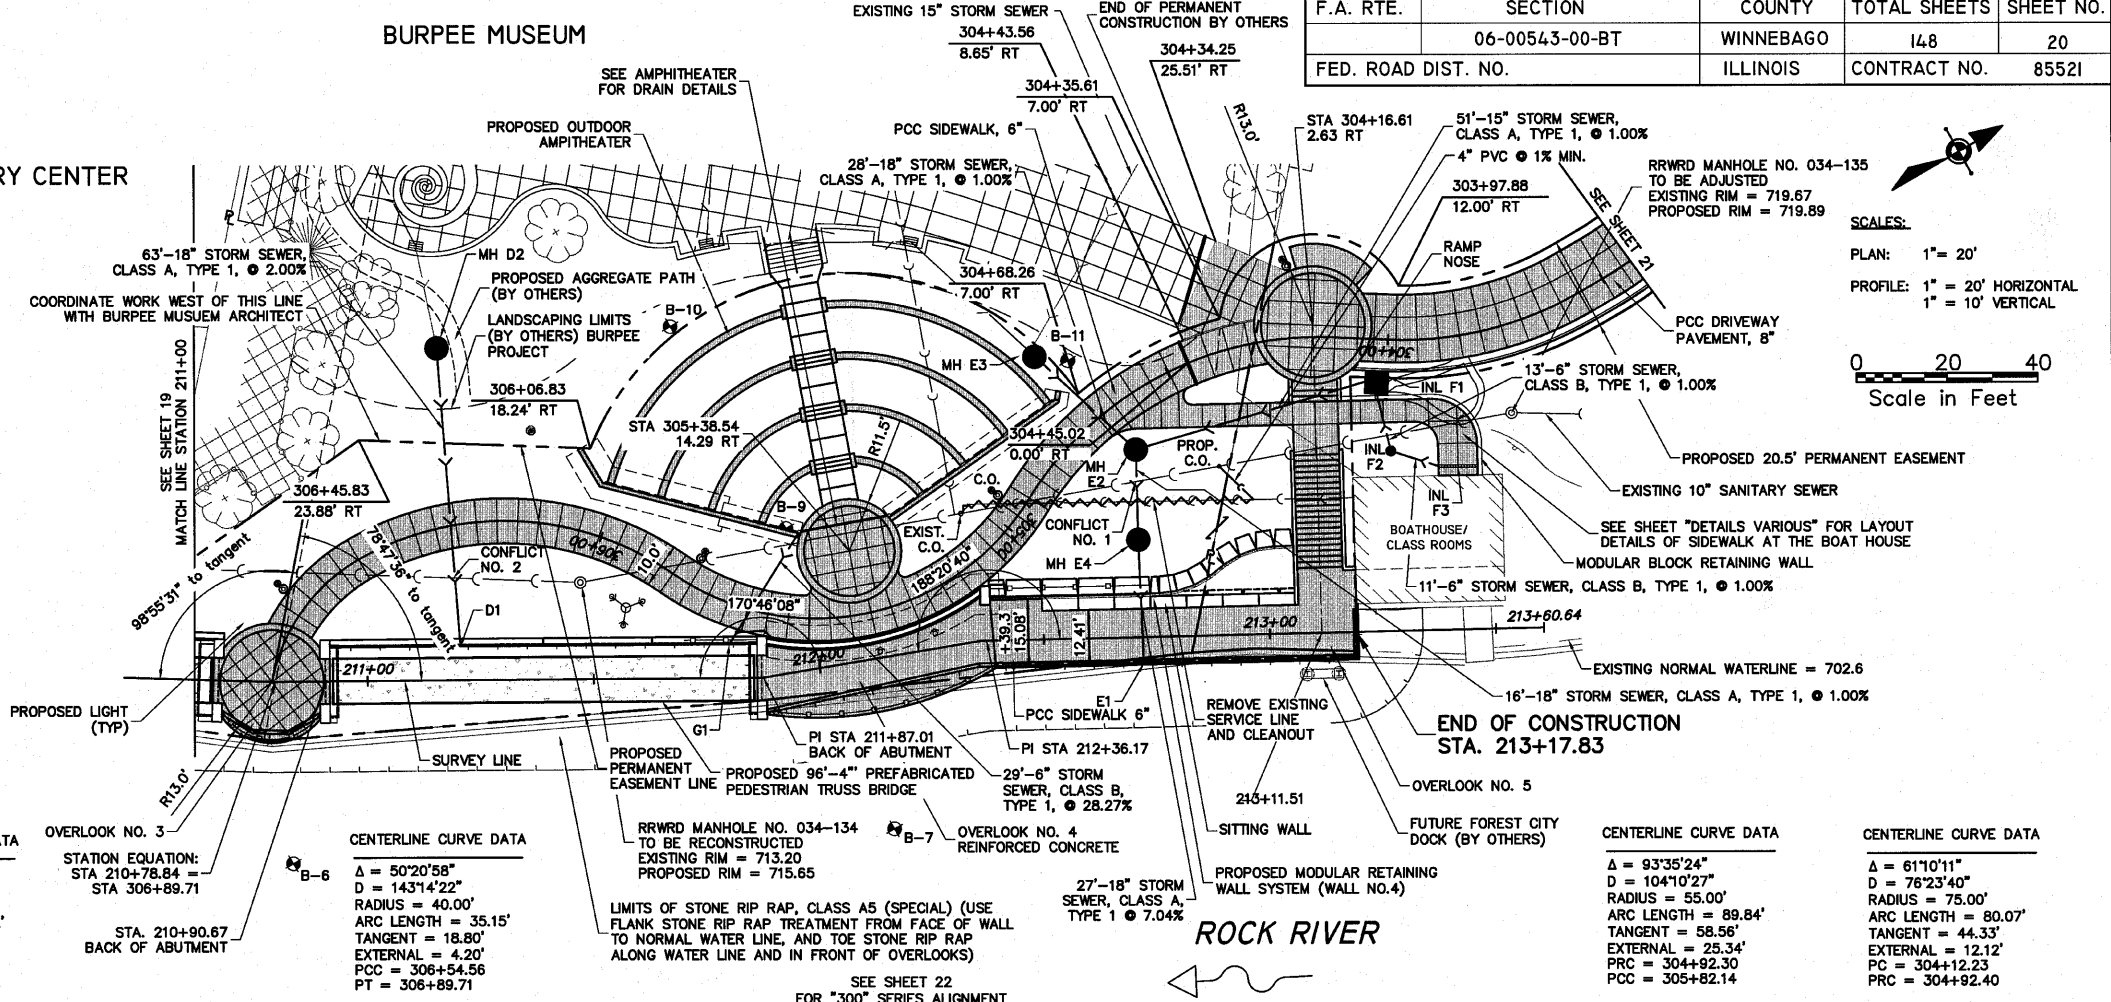 BURPEE MUSEUM
RY CENTER
EXISTING 15" STORM SEWER
304+43.56
8.65' RT
END OF PERMANENT
CONSTRUCTION BY OTHERS
304+34.25
25.51' RT
F.A. RTE.
SECTION
COUNTY
TOTAL SHEETS
SHEET NO.
06-00543-00-BT
WINNEBAGO
148
20
FED. ROAD DIST. NO.
ILLINOIS
CONTRACT NO.
85521
SEE AMPHITHEATER
FOR DRAIN DETAILS
304+35.61
7.00' RT
R13.0'
PROPOSED OUTDOOR
AMPITHEATER
PCC SIDEWALK, 6"
STA 304+16.61
2.63 RT
51'-15" STORM SEWER,
CLASS A, TYPE 1, @ 1.00%
4" PVC @ 1% MIN.
28'-18" STORM SEWER,
CLASS A, TYPE 1, @ 1.00%
303+97.88
12.00' RT
RRWRD MANHOLE NO. 034-135
TO BE ADJUSTED
EXISTING RIM = 719.67
PROPOSED RIM = 719.89
SEE SHEET 21
SCALES:
PLAN: 1"= 20'
PROFILE: 1" = 20' HORIZONTAL
1" = 10' VERTICAL
0 20 40
Scale in Feet
PL
63'-18" STORM SEWER,
CLASS A, TYPE 1, @ 2.00%
MH D2
PROPOSED AGGREGATE PATH
(BY OTHERS)
COORDINATE WORK WEST OF THIS LINE
WITH BURPEE MUSUEM ARCHITECT
LANDSCAPING LIMITS
(BY OTHERS) BURPEE
PROJECT
B-10
304+68.26
7.00' RT
B-11
MH E3
RAMP
NOSE
304+00
PCC DRIVEWAY
PAVEMENT, 8"
13'-6" STORM SEWER,
CLASS B, TYPE 1, @ 1.00%
INL F1
SEE SHEET 19
MATCH LINE STATION 211+00
306+06.83
18.24' RT
STA 305+38.54
14.29 RT
R11.5'
304+45.02
0.00' RT
MH
E2
PROP.
C.O.
INL
F2
INL
F3
PROPOSED 20.5' PERMANENT EASEMENT
EXISTING 10" SANITARY SEWER
306+45.83
23.88' RT
C.O.
B-9
EXIST.
C.O.
CONFLICT
NO. 1
MH E4
BOATHOUSE/
CLASS ROOMS
SEE SHEET "DETAILS VARIOUS" FOR LAYOUT
DETAILS OF SIDEWALK AT THE BOAT HOUSE
MODULAR BLOCK RETAINING WALL
11'-6" STORM SEWER, CLASS B, TYPE 1, @ 1.00%
98°55'31" to tangent
78°47'36" to tangent
CONFLICT
NO. 2
306+00
10.0'
305+00
170°46'08"
188°20'40"
D1
211+00
212+00
+39.3
15.08'
12.41'
213+00
213+60.64
EXISTING NORMAL WATERLINE = 702.6
16'-18" STORM SEWER, CLASS A, TYPE 1, @ 1.00%
PROPOSED LIGHT
(TYP)
G1
E1
PCC SIDEWALK 6"
REMOVE EXISTING
SERVICE LINE
AND CLEANOUT
END OF CONSTRUCTION
STA. 213+17.83
SURVEY LINE
PROPOSED
PERMANENT
EASEMENT LINE
PI STA 211+87.01
BACK OF ABUTMENT
PI STA 212+36.17
PROPOSED 96'-4"' PREFABRICATED
PEDESTRIAN TRUSS BRIDGE
29'-6" STORM
SEWER, CLASS B,
TYPE 1, @ 28.27%
213+11.51
OVERLOOK NO. 5
R13.0'
OVERLOOK NO. 3
RRWRD MANHOLE NO. 034-134
TO BE RECONSTRUCTED
EXISTING RIM = 713.20
PROPOSED RIM = 715.65
B-7
OVERLOOK NO. 4
REINFORCED CONCRETE
SITTING WALL
FUTURE FOREST CITY
DOCK (BY OTHERS)
STATION EQUATION:
STA 210+78.84 =
STA 306+89.71
B-6
PROPOSED MODULAR RETAINING
WALL SYSTEM (WALL NO.4)
27'-18" STORM
SEWER, CLASS A,
TYPE 1 @ 7.04%
STA. 210+90.67
BACK OF ABUTMENT
LIMITS OF STONE RIP RAP, CLASS A5 (SPECIAL) (USE
FLANK STONE RIP RAP TREATMENT FROM FACE OF WALL
TO NORMAL WATER LINE, AND TOE STONE RIP RAP
ALONG WATER LINE AND IN FRONT OF OVERLOOKS)
ROCK RIVER
SEE SHEET 22
FOR "300" SERIES ALIGNMENT
ATA
CENTERLINE CURVE DATA
Δ = 50°20'58"
D = 143°14'22"
RADIUS = 40.00'
ARC LENGTH = 35.15'
TANGENT = 18.80'
EXTERNAL = 4.20'
PCC = 306+54.56
PT = 306+89.71
CENTERLINE CURVE DATA
Δ = 93°35'24"
D = 104°10'27"
RADIUS = 55.00'
ARC LENGTH = 89.84'
TANGENT = 58.56'
EXTERNAL = 25.34'
PRC = 304+92.30
PCC = 305+82.14
CENTERLINE CURVE DATA
Δ = 61°10'11"
D = 76°23'40"
RADIUS = 75.00'
ARC LENGTH = 80.07'
TANGENT = 44.33'
EXTERNAL = 12.12'
PC = 304+12.23
PRC = 304+92.40